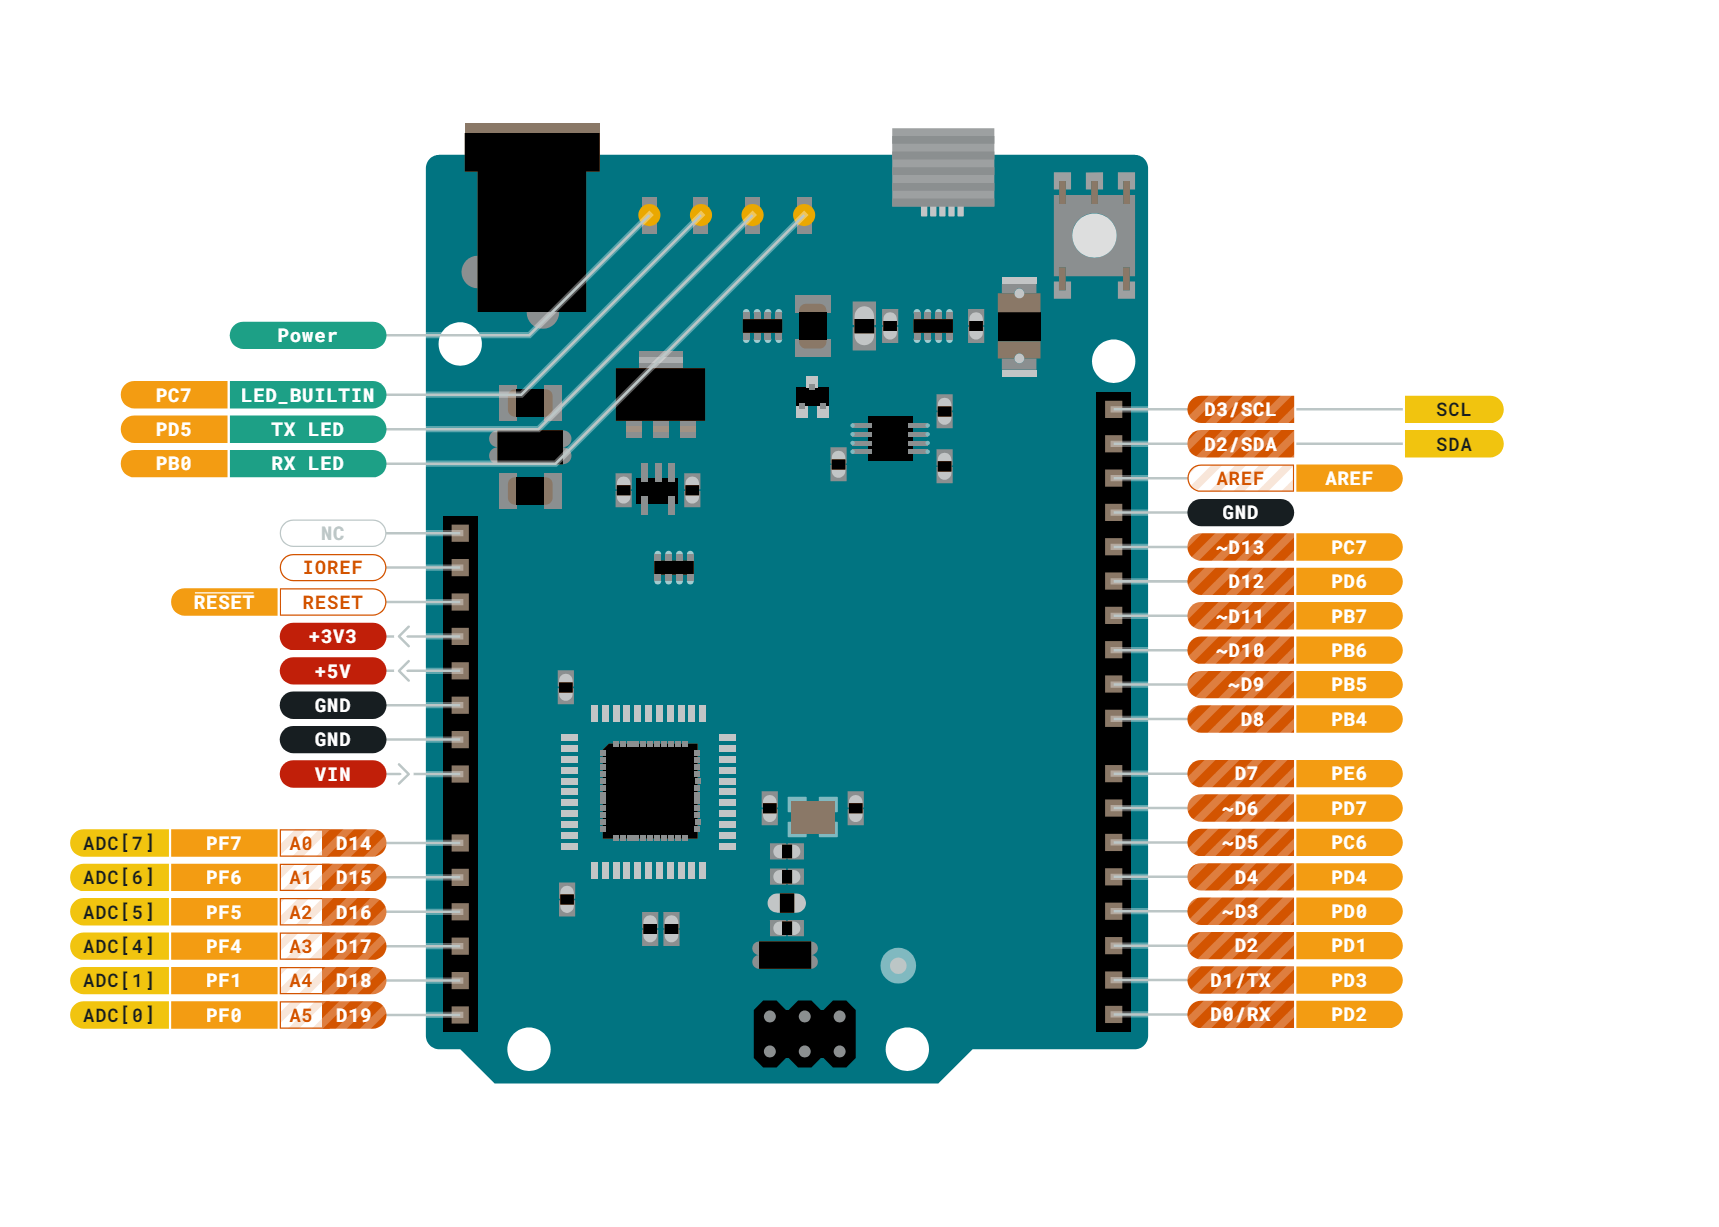 Power
PC7 LED_BUILTIN
PD5 TX LED
PB0 RX LED
NC
IOREF
RESET RESET
+3V3
+5V
GND
GND
VIN
ADC[7] PF7 A0 D14
ADC[6] PF6 A1 D15
ADC[5] PF5 A2 D16
ADC[4] PF4 A3 D17
ADC[1] PF1 A4 D18
ADC[0] PF0 A5 D19
D3/SCL SCL
D2/SDA SDA
AREF AREF
GND
~D13 PC7
D12 PD6
~D11 PB7
~D10 PB6
~D9 PB5
D8 PB4
D7 PE6
~D6 PD7
~D5 PC6
D4 PD4
~D3 PD0
D2 PD1
D1/TX PD3
D0/RX PD2